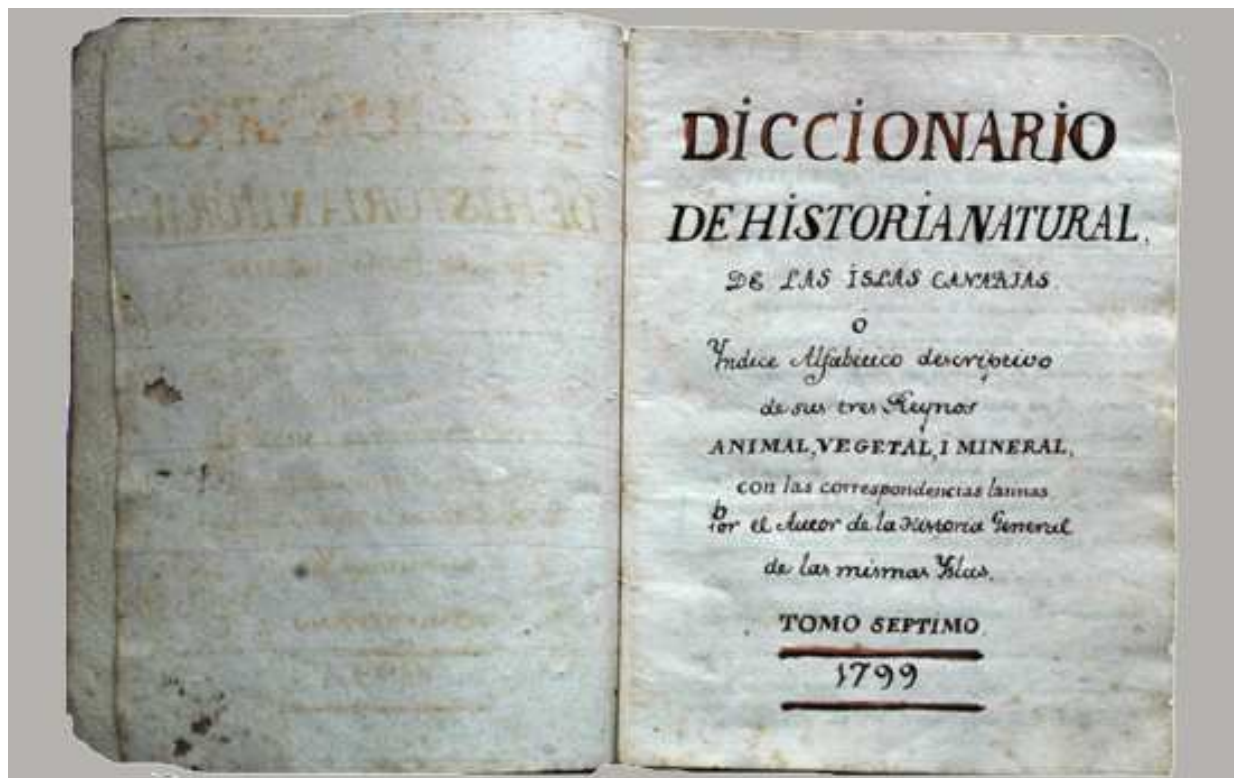 DiCCiONARiO
DE HiSTORiA NATURAL.
DE LAS iSLAS CANARIAS
O
Yndice Alfabetico descriptivo
de sus tres Reynos
ANIMAL, VEGETAL, I MINERAL,
con las correspondencias latinas
por el Autor de la Historia General
de las mismas Yslas.
TOMO SEPTIMO
1799